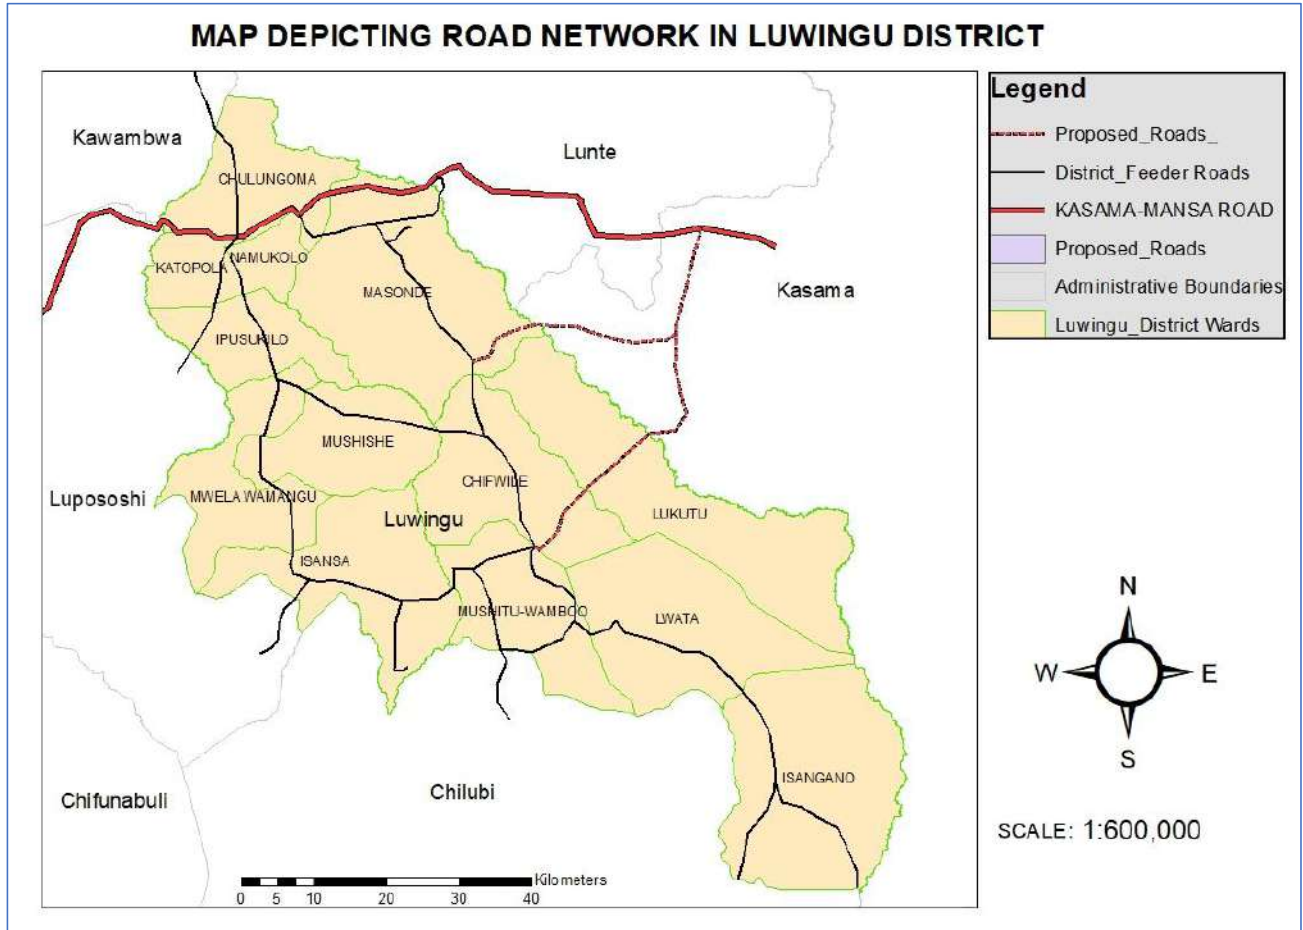 MAP DEPICTING ROAD NETWORK IN LUWINGU DISTRICT
Kawambwa
Lunte
CHULUNGOMA
KATOPOLA
NAMUKOLO
MASONDE
Kasama
IPUSUKILO
MUSHISHE
MWELA WAMANGU
CHIFWILE
Lupososhi
Luwingu
LUKUTU
ISANSA
MUSHITU-WAMBOO
LWATA
ISANGANO
Chifunabuli
Chilubi
Kilometers
0 5 10 20 30 40
Legend
Proposed_Roads_
District_Feeder Roads
KASAMA-MANSA ROAD
Proposed_Roads
Administrative Boundaries
Luwingu_District Wards
N
W E
S
SCALE: 1:600,000